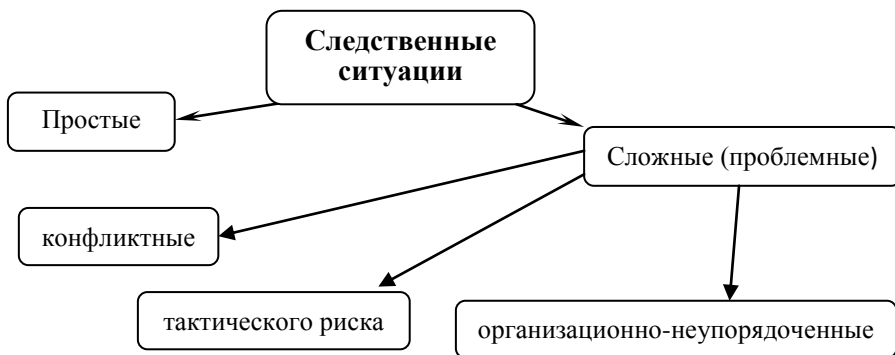 Следственные
ситуации
Простые
Сложные (проблемные)
конфликтные
тактического риска
организационно-неупорядоченные